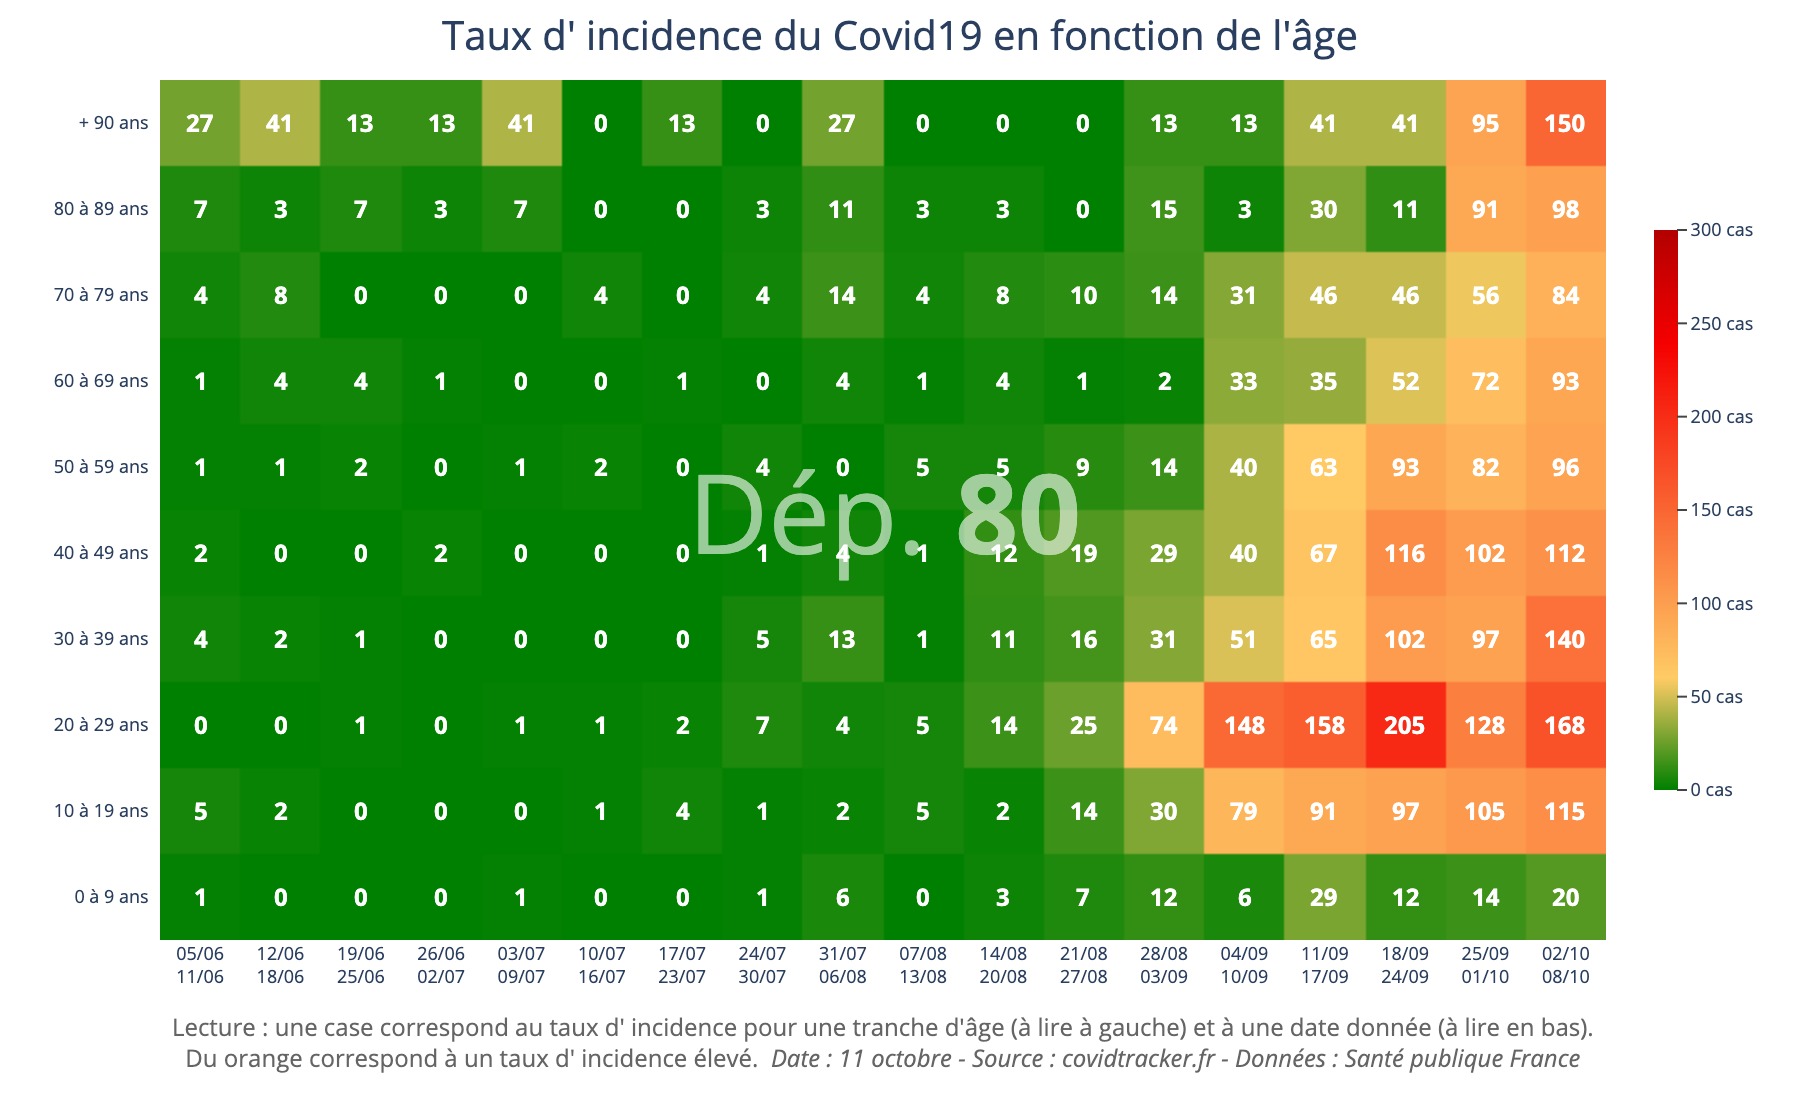 Taux d' incidence du Covid19 en fonction de l'âge
+ 90 ans 27 41 13 13 41 0 13 0 27 0 0 0 13 13 41 41 95 150
80 à 89 ans 7 3 7 3 7 0 0 3 11 3 3 0 15 3 30 11 91 98
300 cas
70 à 79 ans 4 8 0 0 0 4 0 4 14 4 8 10 14 31 46 46 56 84
250 cas
60 à 69 ans 1 4 4 1 0 0 1 0 4 1 4 1 2 33 35 52 72 93
200 cas
50 à 59 ans 1 1 2 0 1 2 0 4 0 5 5 9 14 40 63 93 82 96
Dép. 80
150 cas
40 à 49 ans 2 0 0 2 0 0 0 1 4 1 12 19 29 40 67 116 102 112
100 cas
30 à 39 ans 4 2 1 0 0 0 0 5 13 1 11 16 31 51 65 102 97 140
50 cas
20 à 29 ans 0 0 1 0 1 1 2 7 4 5 14 25 74 148 158 205 128 168
0 cas
10 à 19 ans 5 2 0 0 0 1 4 1 2 5 2 14 30 79 91 97 105 115
0 à 9 ans 1 0 0 0 1 0 0 1 6 0 3 7 12 6 29 12 14 20
05/06 12/06 19/06 26/06 03/07 10/07 17/07 24/07 31/07 07/08 14/08 21/08 28/08 04/09 11/09 18/09 25/09 02/10
11/06 18/06 25/06 02/07 09/07 16/07 23/07 30/07 06/08 13/08 20/08 27/08 03/09 10/09 17/09 24/09 01/10 08/10
Lecture : une case correspond au taux d' incidence pour une tranche d'âge (à lire à gauche) et à une date donnée (à lire en bas).
Du orange correspond à un taux d' incidence élevé. Date : 11 octobre - Source : covidtracker.fr - Données : Santé publique France